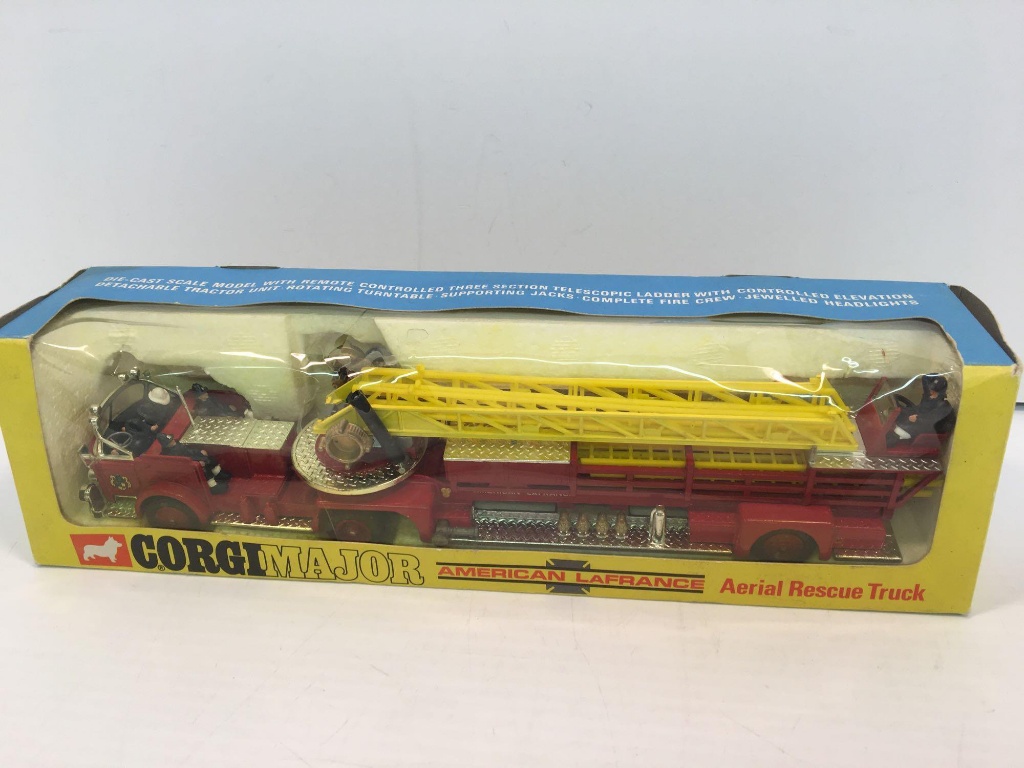 DIE-CAST SCALE MODEL WITH REMOTE CONTROLLED THREE SECTION TELESCOPIC LADDER WITH CONTROLLED ELEVATION
DETACHABLE TRACTOR UNIT · ROTATING TURNTABLE · SUPPORTING JACKS · COMPLETE FIRE CREW · JEWELLED HEADLIGHTS
® CORGI MAJOR
AMERICAN LAFRANCE
Aerial Rescue Truck